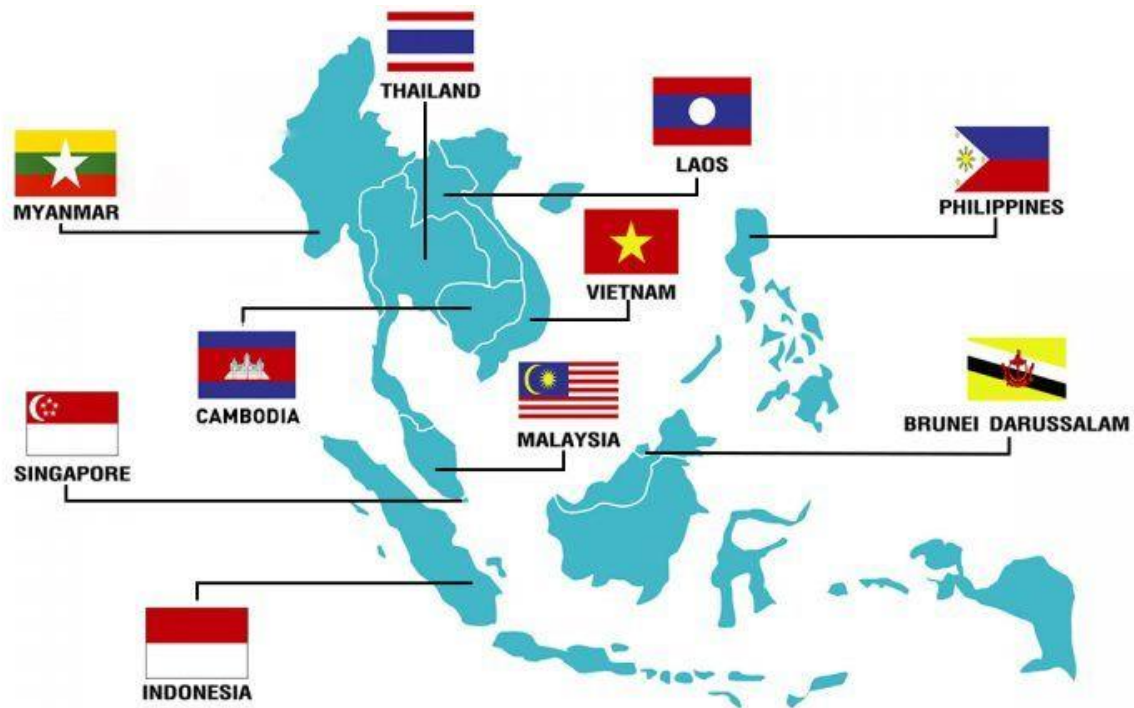 THAILAND
LAOS
MYANMAR
PHILIPPINES
VIETNAM
CAMBODIA
MALAYSIA
BRUNEI DARUSSALAM
SINGAPORE
INDONESIA